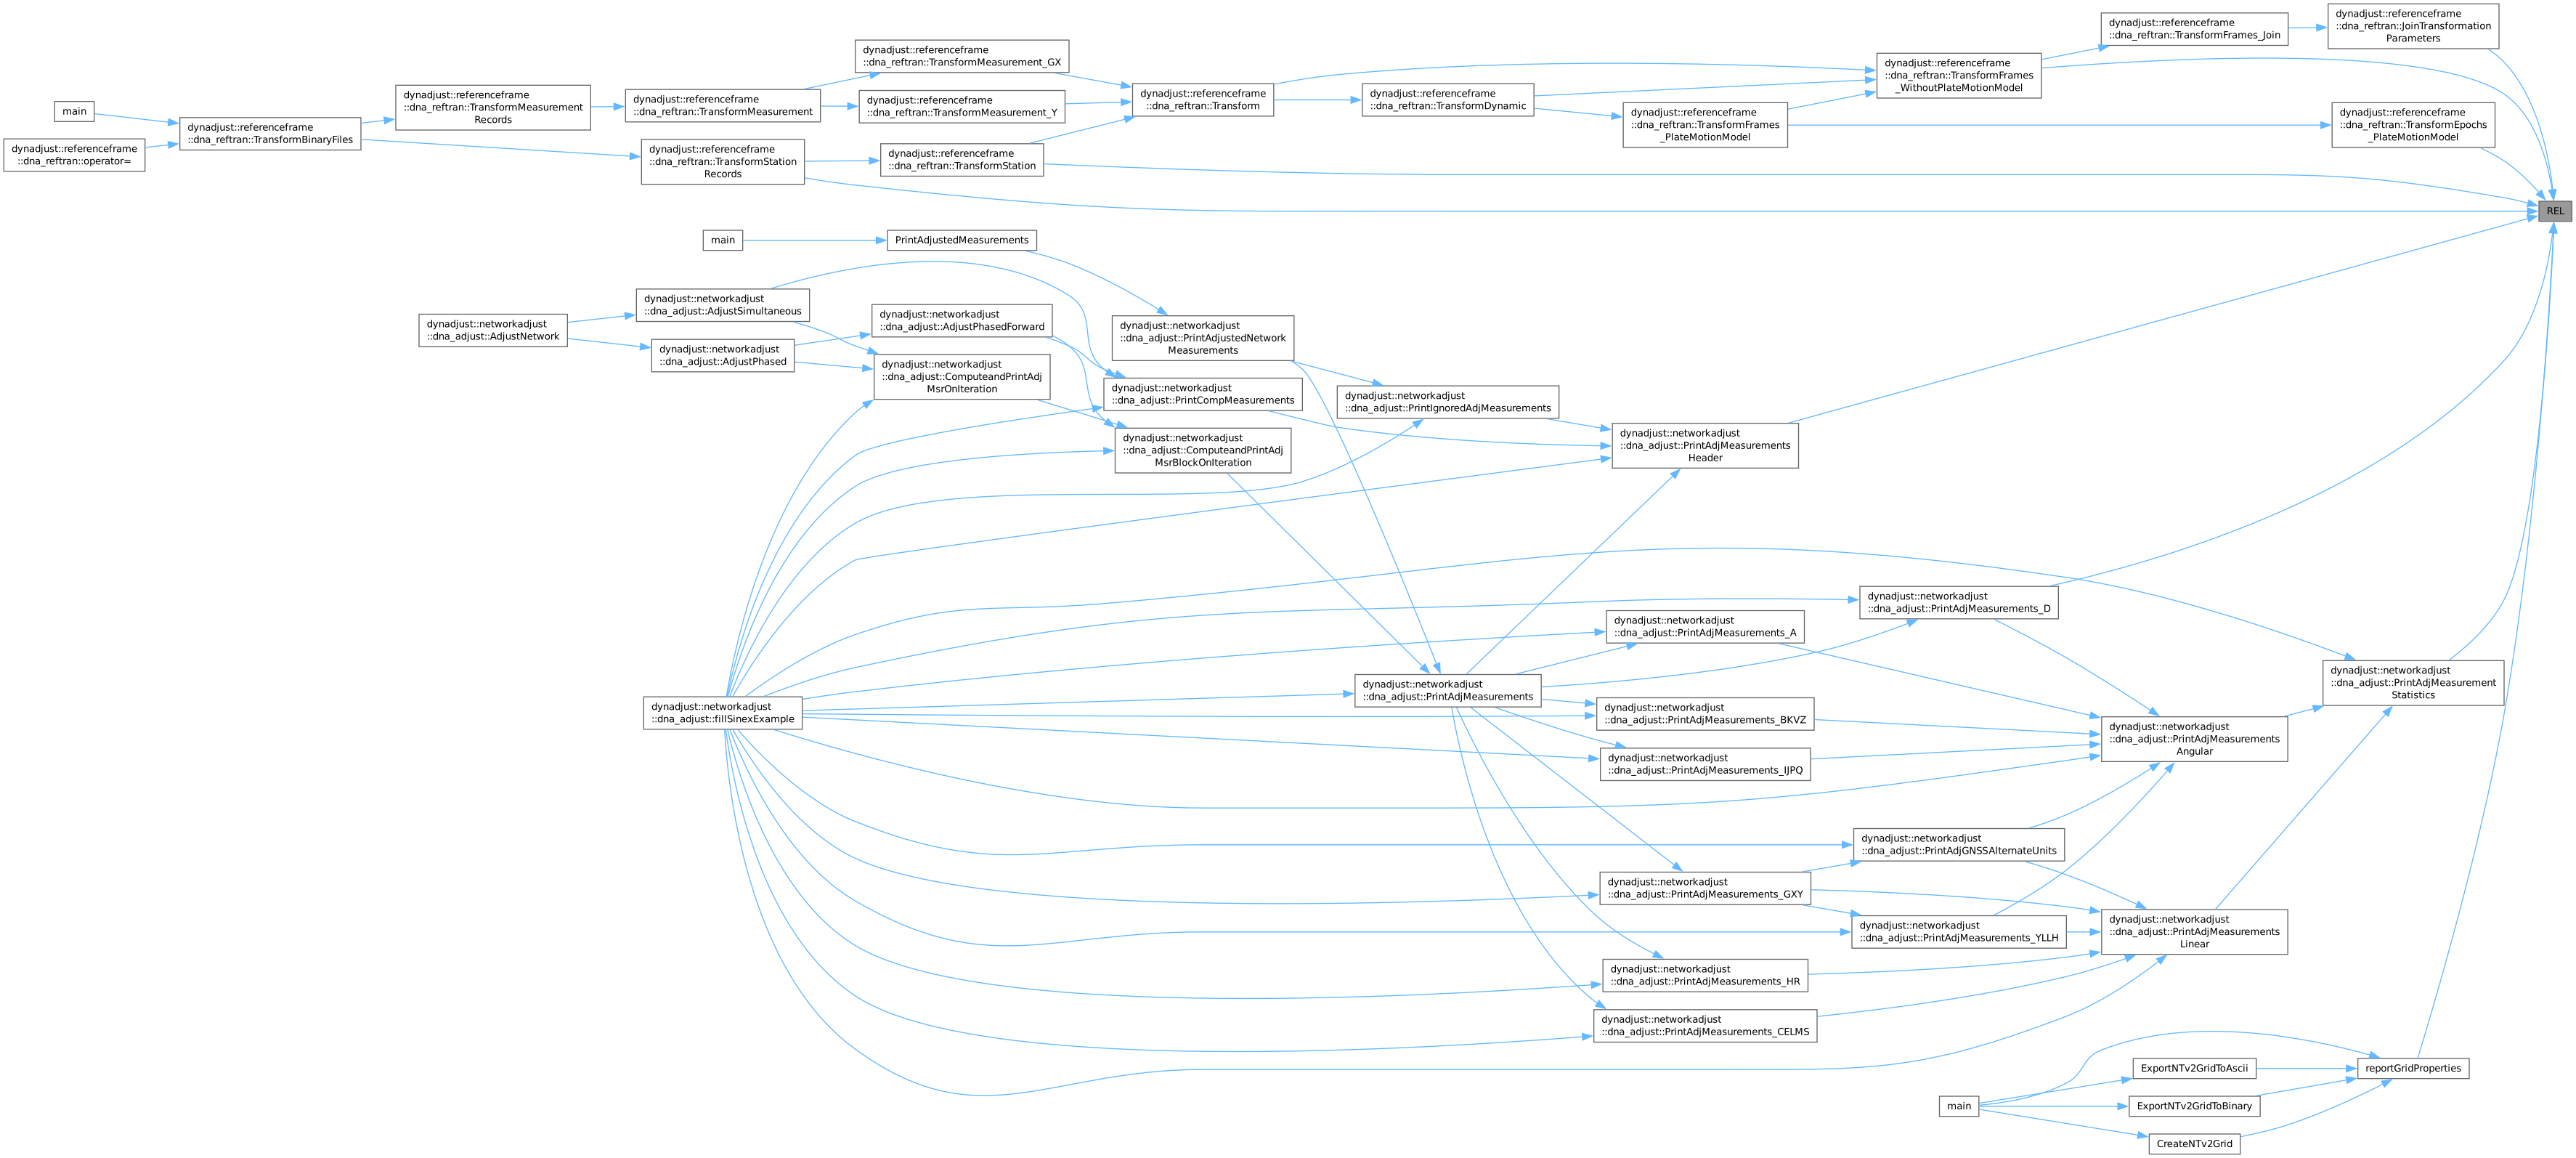 dynadjust::referenceframe
::dna_reftran::JoinTransformation
Parameters
dynadjust::referenceframe
::dna_reftran::TransformFrames_Join
dynadjust::referenceframe
::dna_reftran::TransformMeasurement_GX
dynadjust::referenceframe
::dna_reftran::TransformFrames
_WithoutPlateMotionModel
dynadjust::referenceframe
::dna_reftran::TransformMeasurement
Records
dynadjust::referenceframe
::dna_reftran::TransformMeasurement
dynadjust::referenceframe
::dna_reftran::TransformMeasurement_Y
dynadjust::referenceframe
::dna_reftran::Transform
dynadjust::referenceframe
::dna_reftran::TransformDynamic
dynadjust::referenceframe
::dna_reftran::TransformFrames
_PlateMotionModel
dynadjust::referenceframe
::dna_reftran::TransformEpochs
_PlateMotionModel
main
dynadjust::referenceframe
::dna_reftran::TransformBinaryFiles
dynadjust::referenceframe
::dna_reftran::operator=
dynadjust::referenceframe
::dna_reftran::TransformStation
Records
dynadjust::referenceframe
::dna_reftran::TransformStation
REL
main
PrintAdjustedMeasurements
dynadjust::networkadjust
::dna_adjust::AdjustSimultaneous
dynadjust::networkadjust
::dna_adjust::AdjustPhasedForward
dynadjust::networkadjust
::dna_adjust::AdjustNetwork
dynadjust::networkadjust
::dna_adjust::PrintAdjustedNetwork
Measurements
dynadjust::networkadjust
::dna_adjust::AdjustPhased
dynadjust::networkadjust
::dna_adjust::ComputeandPrintAdj
MsrOnIteration
dynadjust::networkadjust
::dna_adjust::PrintCompMeasurements
dynadjust::networkadjust
::dna_adjust::PrintIgnoredAdjMeasurements
dynadjust::networkadjust
::dna_adjust::ComputeandPrintAdj
MsrBlockOnIteration
dynadjust::networkadjust
::dna_adjust::PrintAdjMeasurements
Header
dynadjust::networkadjust
::dna_adjust::PrintAdjMeasurements_D
dynadjust::networkadjust
::dna_adjust::PrintAdjMeasurements_A
dynadjust::networkadjust
::dna_adjust::PrintAdjMeasurement
Statistics
dynadjust::networkadjust
::dna_adjust::PrintAdjMeasurements
dynadjust::networkadjust
::dna_adjust::fillSinexExample
dynadjust::networkadjust
::dna_adjust::PrintAdjMeasurements_BKVZ
dynadjust::networkadjust
::dna_adjust::PrintAdjMeasurements
Angular
dynadjust::networkadjust
::dna_adjust::PrintAdjMeasurements_IJPQ
dynadjust::networkadjust
::dna_adjust::PrintAdjGNSSAlternateUnits
dynadjust::networkadjust
::dna_adjust::PrintAdjMeasurements_GXY
dynadjust::networkadjust
::dna_adjust::PrintAdjMeasurements_YLLH
dynadjust::networkadjust
::dna_adjust::PrintAdjMeasurements
Linear
dynadjust::networkadjust
::dna_adjust::PrintAdjMeasurements_HR
dynadjust::networkadjust
::dna_adjust::PrintAdjMeasurements_CELMS
ExportNTv2GridToAscii
reportGridProperties
main
ExportNTv2GridToBinary
CreateNTv2Grid